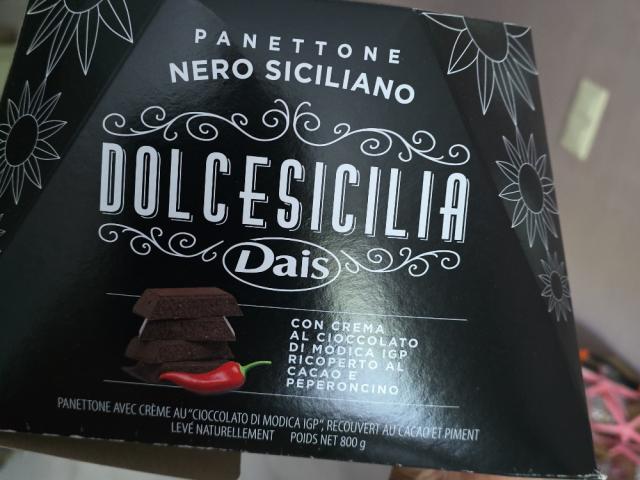 PANETTONE
NERO SICILIANO
DOLCESICILIA
Dais
CON CREMA
AL CIOCCOLATO
DI MODICA IGP
RICOPERTO AL
CACAO E
PEPERONCINO
PANETTONE AVEC CRÈME AU "CIOCCOLATO DI MODICA IGP", RECOUVERT AU CACAO ET PIMENT
LEVÉ NATURELLEMENT POIDS NET 800 g